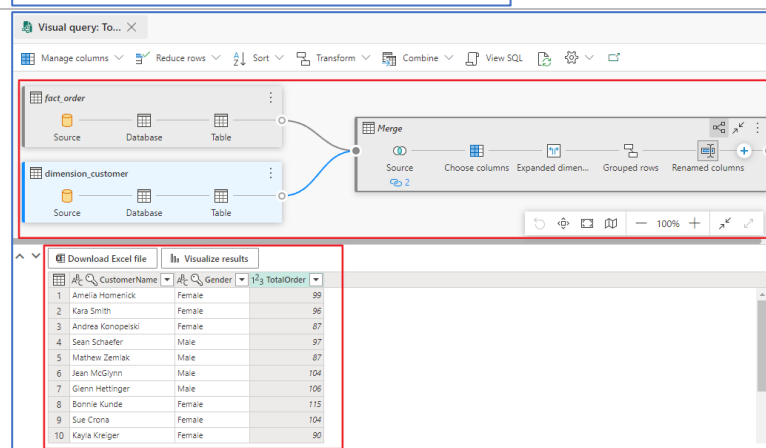 Visual query: To...
Manage columns Reduce rows Sort Transform Combine View SQL
fact_order
Source Database Table
Merge
Source Choose columns Expanded dimen... Grouped rows Renamed columns
2
dimension_customer
Source Database Table
100%
Download Excel file Visualize results
CustomerName Gender 123 TotalOrder
1 Amelia Homenick Female 99
2 Kara Smith Female 96
3 Andrea Konopelski Female 87
4 Sean Schaefer Male 97
5 Mathew Zemlak Male 87
6 Jean McGlynn Male 104
7 Glenn Hettinger Male 106
8 Bonnie Kunde Female 115
9 Sue Crona Female 104
10 Kayla Kreiger Female 90